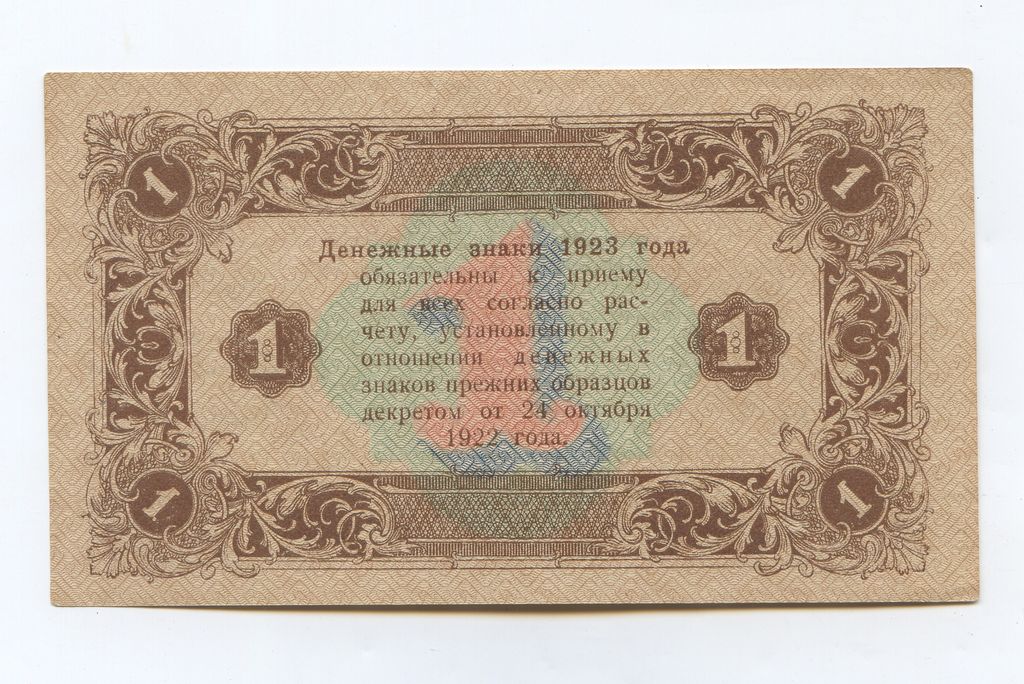 1 1
Денежные знаки 1923 года
обязательны к приему
для всех согласно рас-
чету, установленному в
отношении денежных
знаков прежних образцов
декретом от 24 октября
1922 года.
1 1 1
1 1